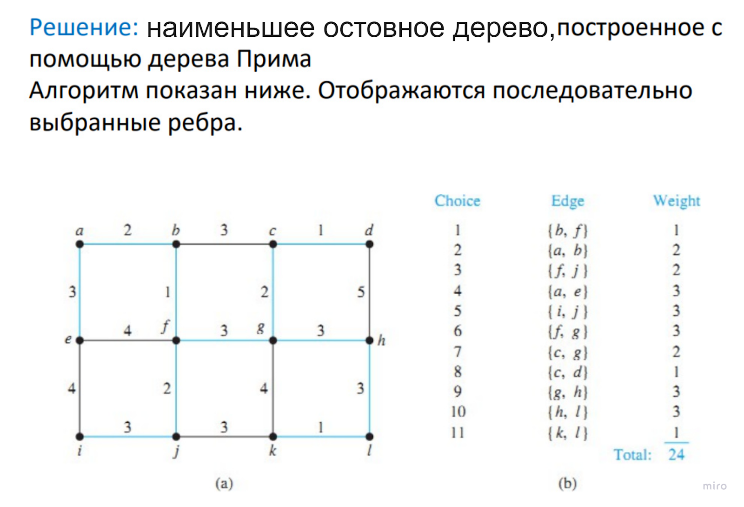 Решение: наименьшее остовное дерево,построенное с
помощью дерева Прима
Алгоритм показан ниже. Отображаются последовательно
выбранные ребра.
Choice Edge Weight
1 {b, f} 1
2 {a, b} 2
3 {f, j} 2
4 {a, e} 3
5 {i, j} 3
6 {f, g} 3
7 {c, g} 2
8 {c, d} 1
9 {g, h} 3
10 {h, l} 3
11 {k, l} 1
Total: 24
a 2 b 3 c 1 d
3 1 2 5
e 4 f 3 g 3 h
4 2 4 3
3 3 1
i j k l
(a) (b)
miro